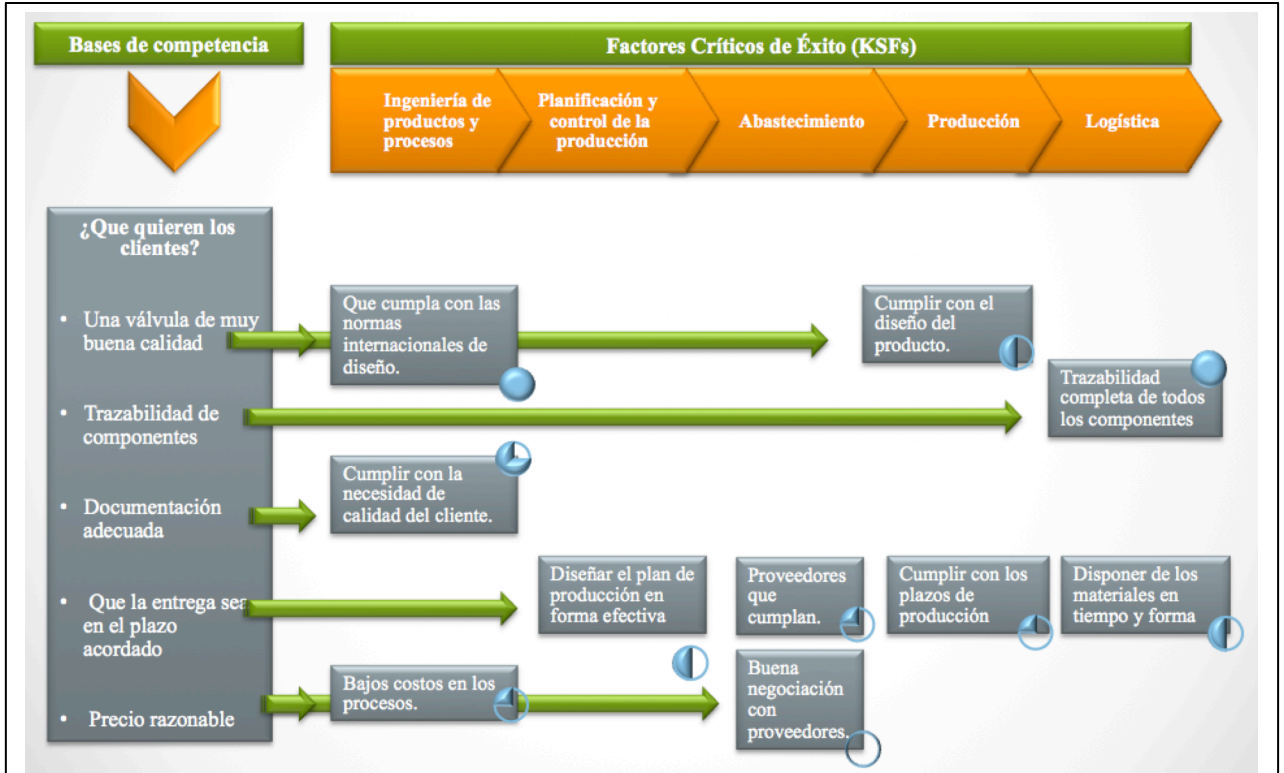 Bases de competencia
Factores Críticos de Éxito (KSFs)
Ingeniería de
productos y
procesos
Planificación y
control de la
producción
Abastecimiento
Producción
Logística
¿Que quieren los
clientes?
• Una válvula de muy
buena calidad
• Trazabilidad de
componentes
• Documentación
adecuada
• Que la entrega sea
en el plazo
acordado
• Precio razonable
Que cumpla con las
normas
internacionales de
diseño.
Cumplir con el
diseño del
producto.
Trazabilidad
completa de todos
los componentes
Cumplir con la
necesidad de
calidad del cliente.
Diseñar el plan de
producción en
forma efectiva
Proveedores
que
cumplan.
Cumplir con los
plazos de
producción
Disponer de los
materiales en
tiempo y forma
Bajos costos en los
procesos.
Buena
negociación
con
proveedores.